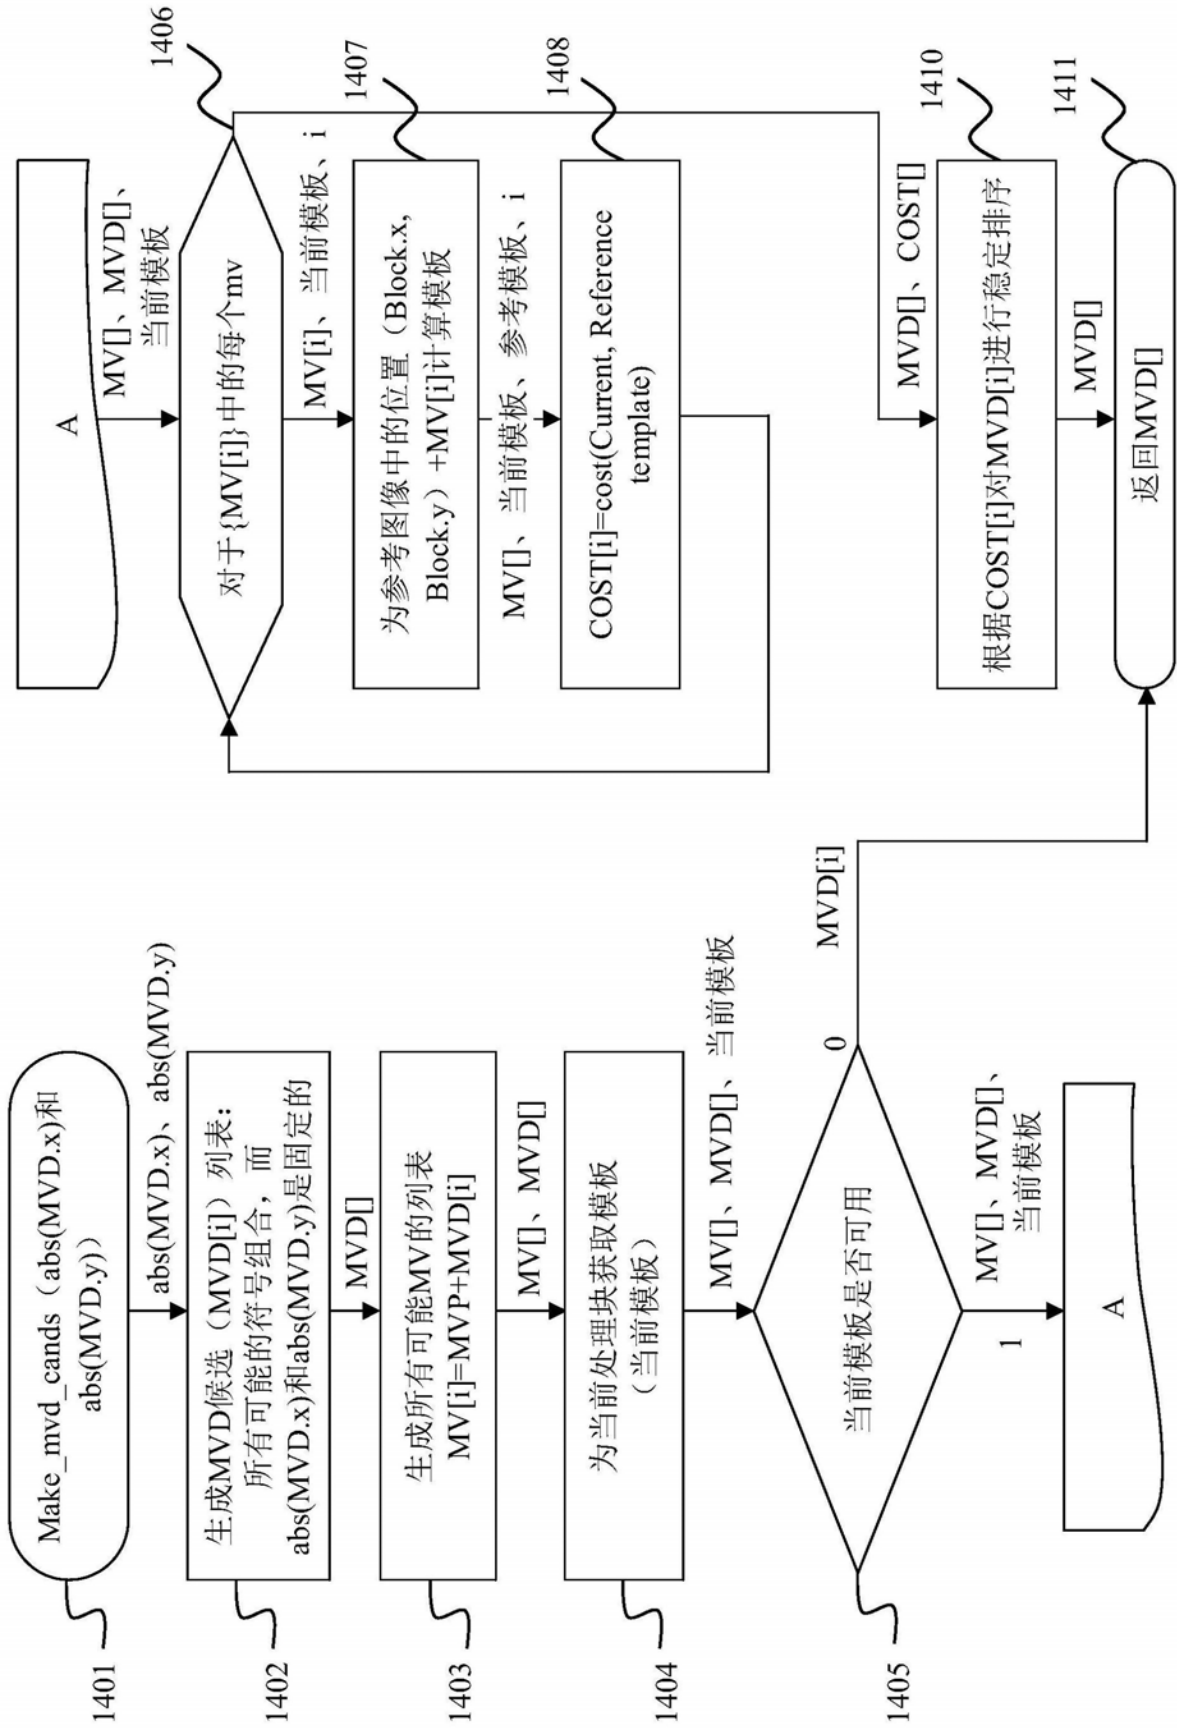 1401
Make_mvd_cands（abs(MVD.x)和
abs(MVD.y)）
abs(MVD.x)、abs(MVD.y)
1402
生成MVD候选（MVD[i]）列表：
所有可能的符号组合，而
abs(MVD.x)和abs(MVD.y)是固定的
MVD[]
1403
生成所有可能MV的列表
MV[i]=MVP+MVD[i]
MV[]、MVD[]
1404
为当前处理块获取模板
（当前模板）
MV[]、MVD[]、当前模板
1405
当前模板是否可用
0
MVD[i]
1
MV[]、MVD[]、
当前模板
A
A
MV[]、MVD[]、
当前模板
1406
对于{MV[i]}中的每个mv
MV[i]、当前模板、i
1407
为参考图像中的位置（Block.x,
Block.y）+MV[i]计算模板
MV[]、当前模板、参考模板、i
1408
COST[i]=cost(Current, Reference
template)
MVD[]、COST[]
1410
根据COST[i]对MVD[i]进行稳定排序
MVD[]
1411
返回MVD[]